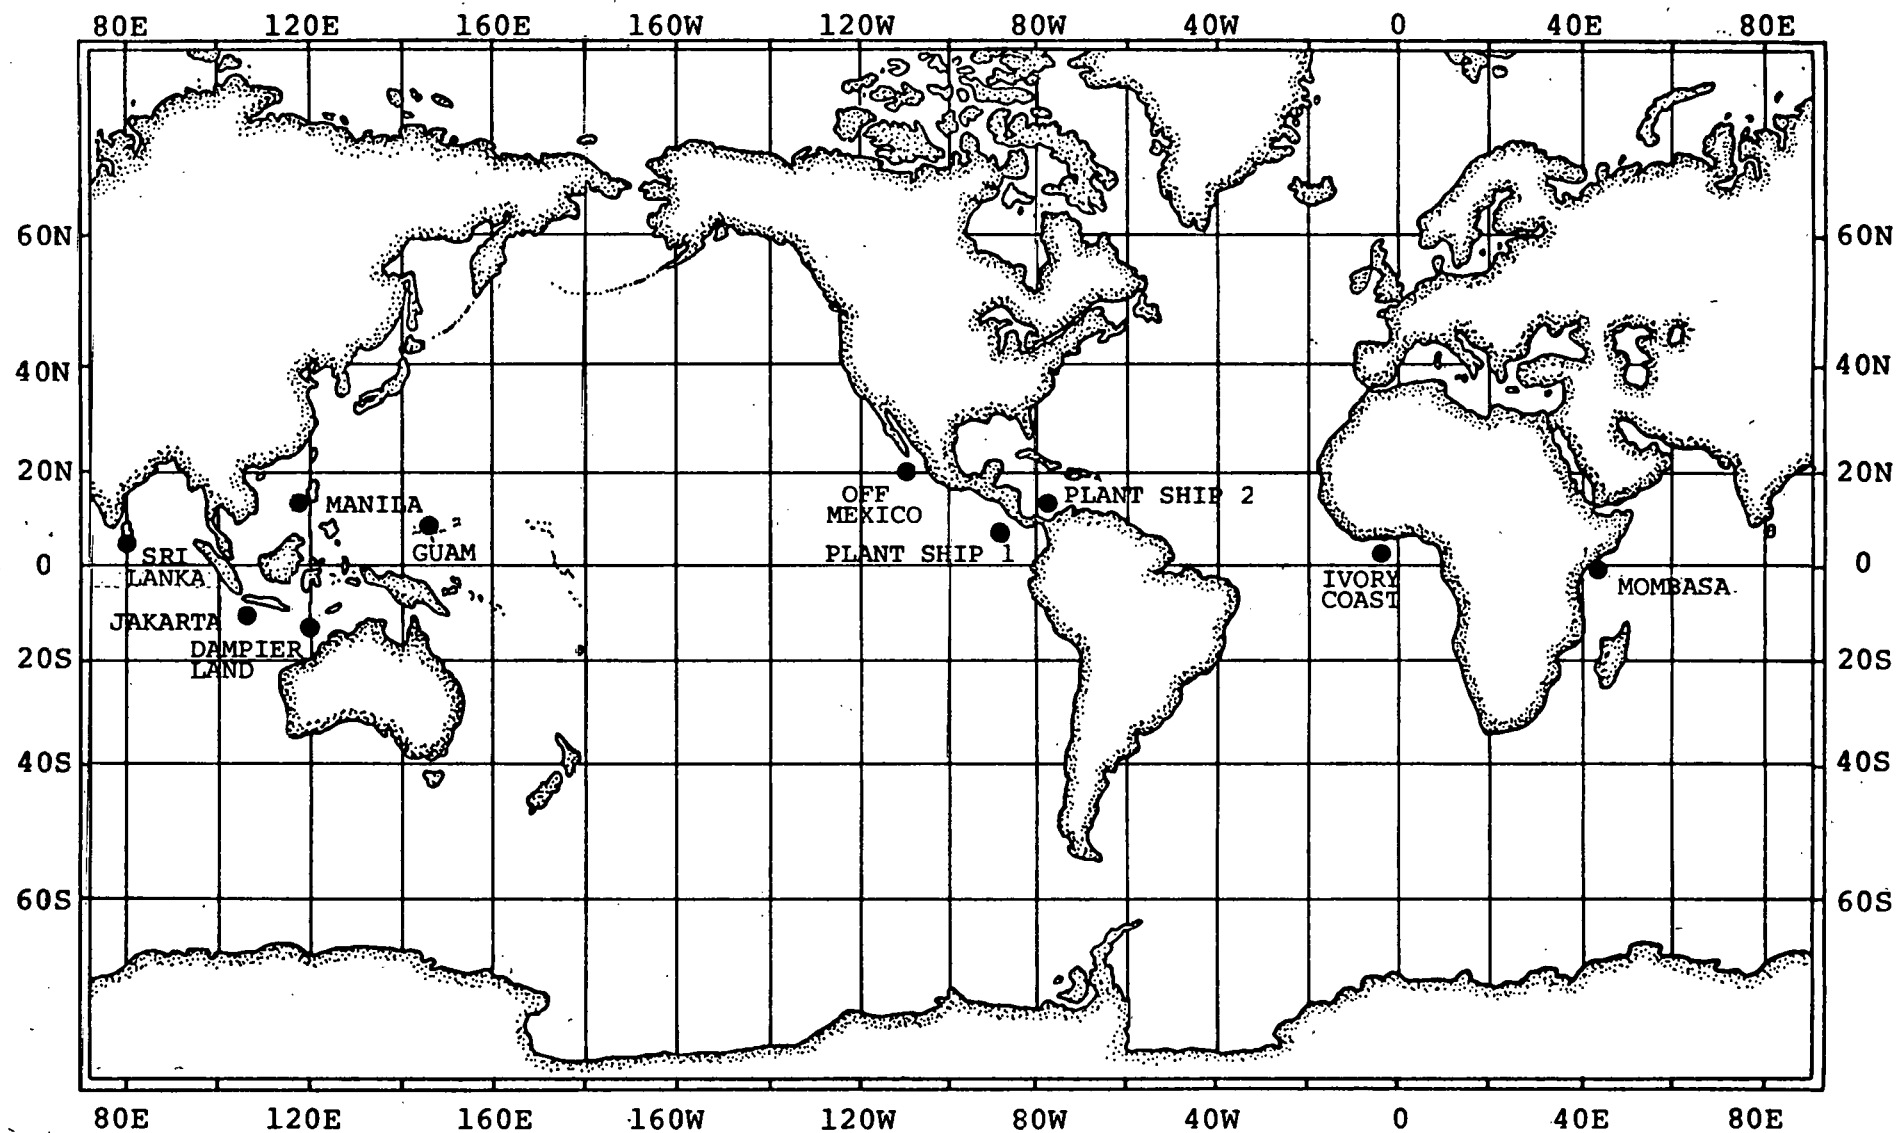 80E 120E 160E 160W 120W 80W 40W 0 40E 80E
60N 60N
40N 40N
20N 20N
OFF
MEXICO
PLANT SHIP 2
MANILA
GUAM
PLANT SHIP 1
SRI
LANKA
0 0
IVORY
COAST
MOMBASA
JAKARTA
DAMPIER
LAND
20S 20S
40S 40S
60S 60S
80E 120E 160E 160W 120W 80W 40W 0 40E 80E